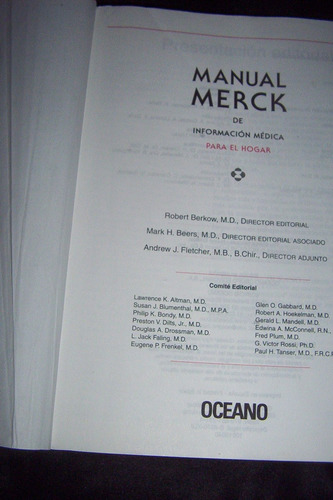 MANUAL
MERCK
DE
INFORMACIÓN MÉDICA
PARA EL HOGAR
Robert Berkow, M.D., DIRECTOR EDITORIAL
Mark H. Beers, M.D., DIRECTOR EDITORIAL ASOCIADO
Andrew J. Fletcher, M.B., B.Chir., DIRECTOR ADJUNTO
Comité Editorial
Lawrence K. Altman, M.D.
Susan J. Blumenthal, M.D., M.P.A.
Philip K. Bondy, M.D.
Preston V. Dilts, Jr., M.D.
Douglas A. Drossman, M.D.
L. Jack Faling, M.D.
Eugene P. Frenkel, M.D.
Glen O. Gabbard, M.D.
Robert A. Hoekelman, M.D.
Gerald L. Mandell, M.D.
Edwina A. McConnell, R.N.,
Fred Plum, M.D.
G. Victor Rossi, Ph.D.
Paul H. Tanser, M.D., F.R.C.
OCEANO